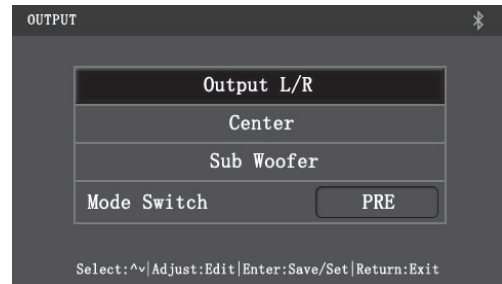 OUTPUT
Output L/R
Center
Sub Woofer
Mode Switch PRE
Select:^v|Adjust:Edit|Enter:Save/Set|Return:Exit